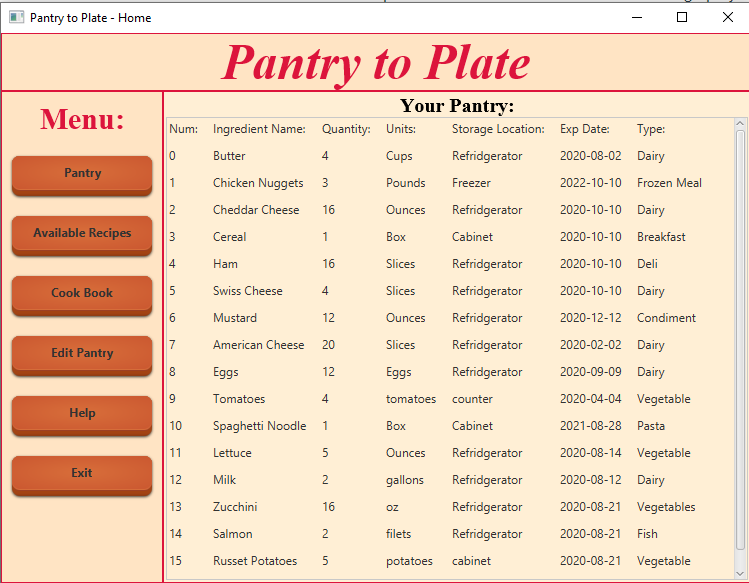 Pantry to Plate - Home
Pantry to Plate
Menu:
Pantry
Available Recipes
Cook Book
Edit Pantry
Help
Exit
Your Pantry:
Num: Ingredient Name: Quantity: Units: Storage Location: Exp Date: Type:
0 Butter 4 Cups Refridgerator 2020-08-02 Dairy
1 Chicken Nuggets 3 Pounds Freezer 2022-10-10 Frozen Meal
2 Cheddar Cheese 16 Ounces Refridgerator 2020-10-10 Dairy
3 Cereal 1 Box Cabinet 2020-10-10 Breakfast
4 Ham 16 Slices Refridgerator 2020-10-10 Deli
5 Swiss Cheese 4 Slices Refridgerator 2020-10-10 Dairy
6 Mustard 12 Ounces Refridgerator 2020-12-12 Condiment
7 American Cheese 20 Slices Refridgerator 2020-02-02 Dairy
8 Eggs 12 Eggs Refridgerator 2020-09-09 Dairy
9 Tomatoes 4 tomatoes counter 2020-04-04 Vegetable
10 Spaghetti Noodle 1 Box Cabinet 2021-08-28 Pasta
11 Lettuce 5 Ounces Refridgerator 2020-08-14 Vegetable
12 Milk 2 gallons Refridgerator 2020-08-12 Dairy
13 Zucchini 16 oz Refridgerator 2020-08-21 Vegetables
14 Salmon 2 filets Refridgerator 2020-08-21 Fish
15 Russet Potatoes 5 potatoes cabinet 2020-08-21 Vegetable